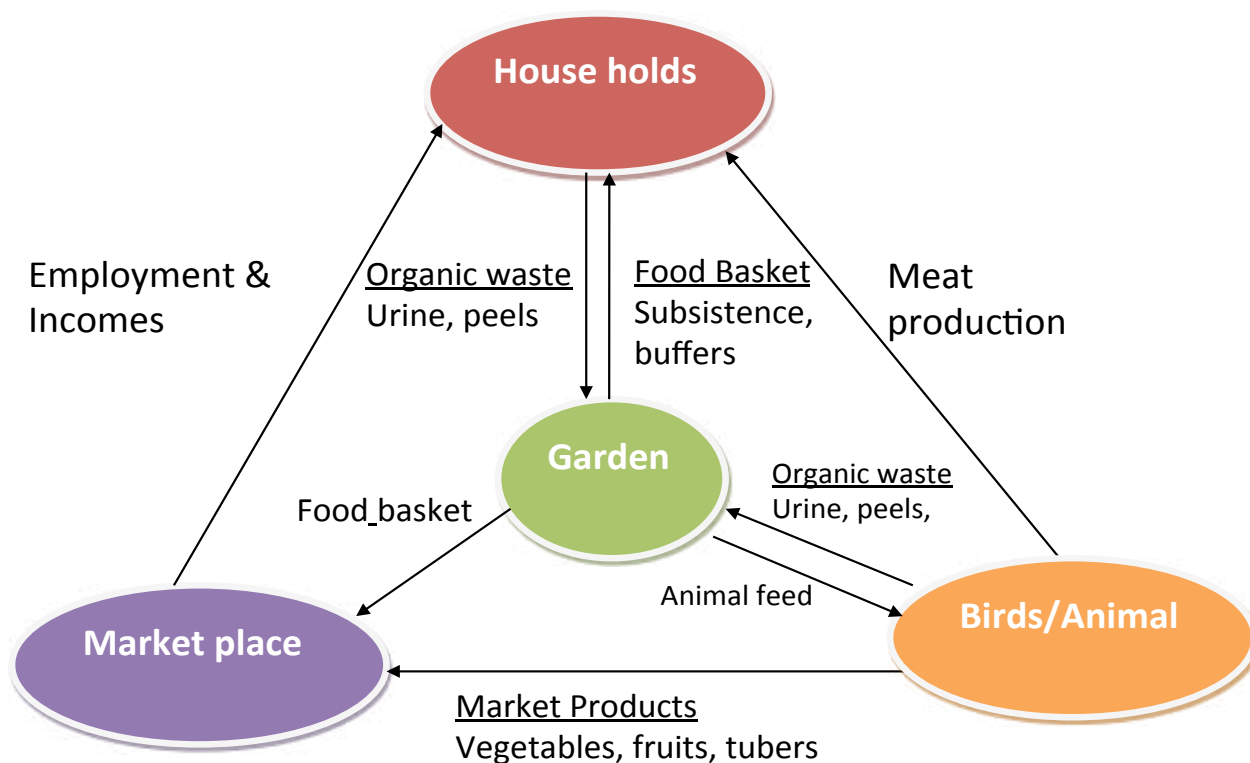 House holds
Employment &
Incomes
Organic waste
Urine, peels
Food Basket
Subsistence,
buffers
Meat
production
Garden
Organic waste
Urine, peels,
Food basket
Animal feed
Birds/Animal
Market place
Market Products
Vegetables, fruits, tubers